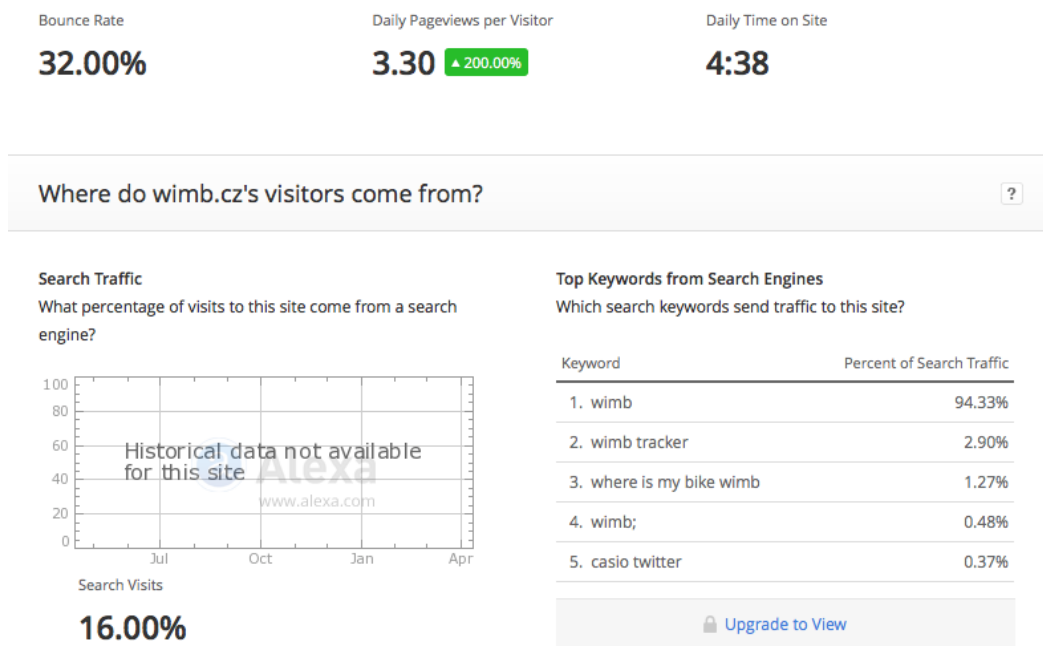 Bounce Rate
32.00%
Daily Pageviews per Visitor
3.30 ▲ 200.00%
Daily Time on Site
4:38
Where do wimb.cz's visitors come from?
?
Search Traffic
What percentage of visits to this site come from a search
engine?
100
80
60
40
20
0
Historical data not available
for this site
Alexa
www.alexa.com
Jul Oct Jan Apr
Search Visits
16.00%
Top Keywords from Search Engines
Which search keywords send traffic to this site?
Keyword Percent of Search Traffic
1. wimb 94.33%
2. wimb tracker 2.90%
3. where is my bike wimb 1.27%
4. wimb; 0.48%
5. casio twitter 0.37%
Upgrade to View